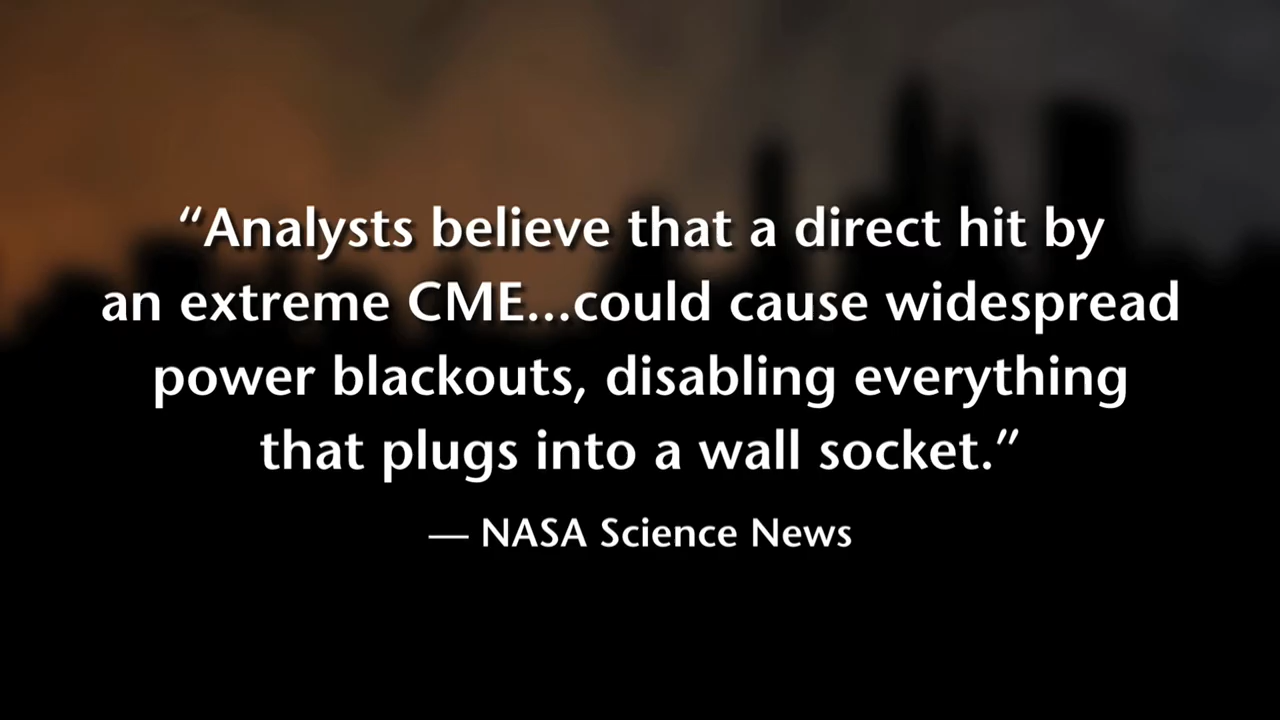 “Analysts believe that a direct hit by
an extreme CME...could cause widespread
power blackouts, disabling everything
that plugs into a wall socket.”
— NASA Science News